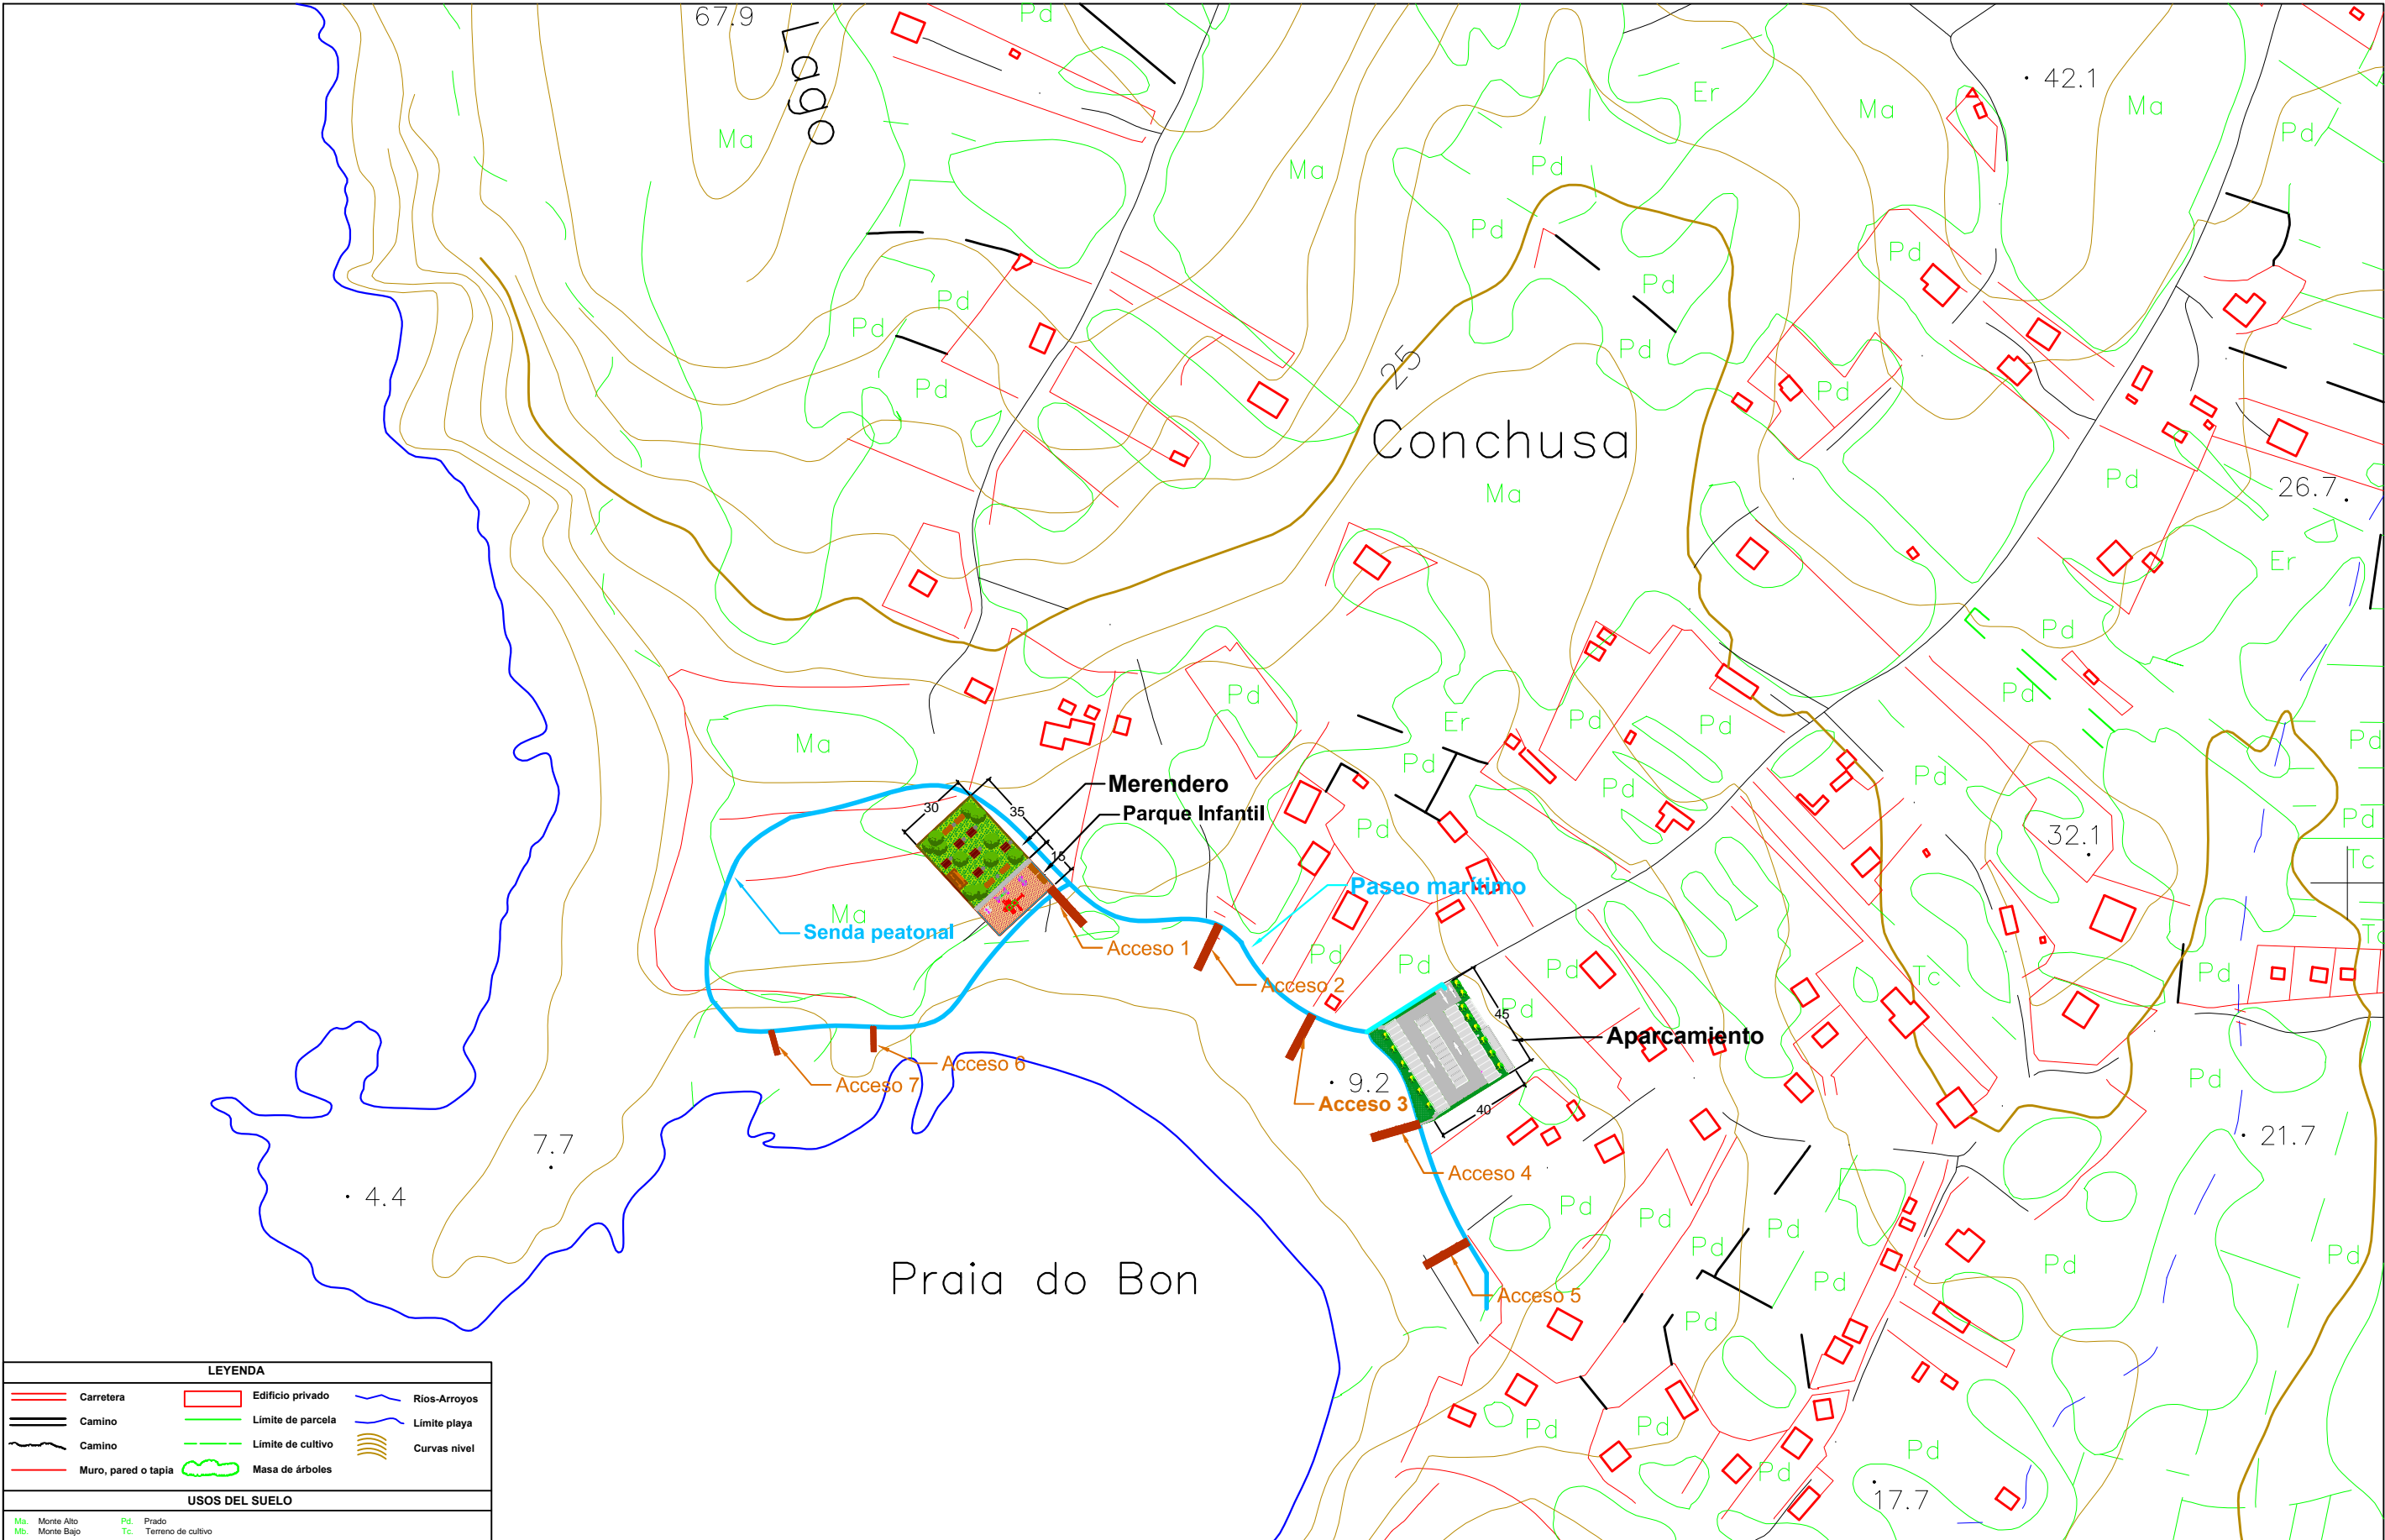 67.9
Lago
Pd
Ma
Ma
Er
Pd
Ma
42.1
Ma
Pd
Pd
Pd
Pd
Pd
Pd
Pd
Pd
Pd
Pd
25
Conchusa
Ma
Pd
26.7
Er
Pd
Pd
Pd
Er
Pd
Pd
Pd
Pd
Pd
Pd
Pd
Ma
Merendero
Parque Infantil
30
35
15
Pd
32.1
Tc
Tc
Paseo marítimo
Ma
Senda peatonal
Acceso 1
Acceso 2
Pd
Pd
Pd
Pd
Tc
Pd
45
Aparcamiento
Acceso 6
Acceso 7
9.2
Acceso 3
40
Pd
Acceso 4
7.7
4.4
21.7
Pd
Pd
Pd
Pd
Pd
Pd
Pd
Praia do Bon
Acceso 5
Pd
Pd
Pd
Pd
Pd
17.7
LEYENDA
Carretera
Edificio privado
Ríos-Arroyos
Camino
Límite de parcela
Límite playa
Camino
Límite de cultivo
Curvas nivel
Muro, pared o tapia
Masa de árboles
USOS DEL SUELO
Ma. Monte Alto
Pd. Prado
Mb. Monte Bajo
Tc. Terreno de cultivo